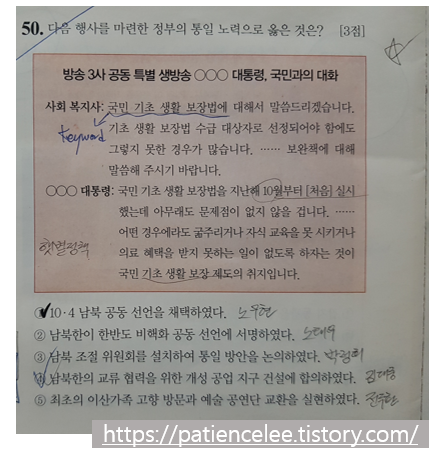 50. 다음 행사를 마련한 정부의 통일 노력으로 옳은 것은? [3점]
방송 3사 공동 특별 생방송 ○○○ 대통령, 국민과의 대화
사회 복지사: 국민 기초 생활 보장법에 대해서 말씀드리겠습니다.
keyword
기초 생활 보장법 수급 대상자로 선정되어야 함에도
그렇지 못한 경우가 많습니다. …… 보완책에 대해
말씀해 주시기 바랍니다.
○○○ 대통령: 국민 기초 생활 보장법을 지난해 10월부터 [처음] 실시
했는데 아무래도 문제점이 없지 않을 겁니다. ……
어떤 경우에라도 굶주리거나 자식 교육을 못 시키거나
의료 혜택을 받지 못하는 일이 없도록 하자는 것이
햇볕정책
국민 기초 생활 보장 제도의 취지입니다.
① 10·4 남북 공동 선언을 채택하였다. 노무현
② 남북한이 한반도 비핵화 공동 선언에 서명하였다. 노태우
③ 남북 조절 위원회를 설치하여 통일 방안을 논의하였다. 박정희
④ 남북한의 교류 협력을 위한 개성 공업 지구 건설에 합의하였다. 김대중
⑤ 최초의 이산가족 고향 방문과 예술 공연단 교환을 실현하였다. 전두환
https://patiencelee.tistory.com/